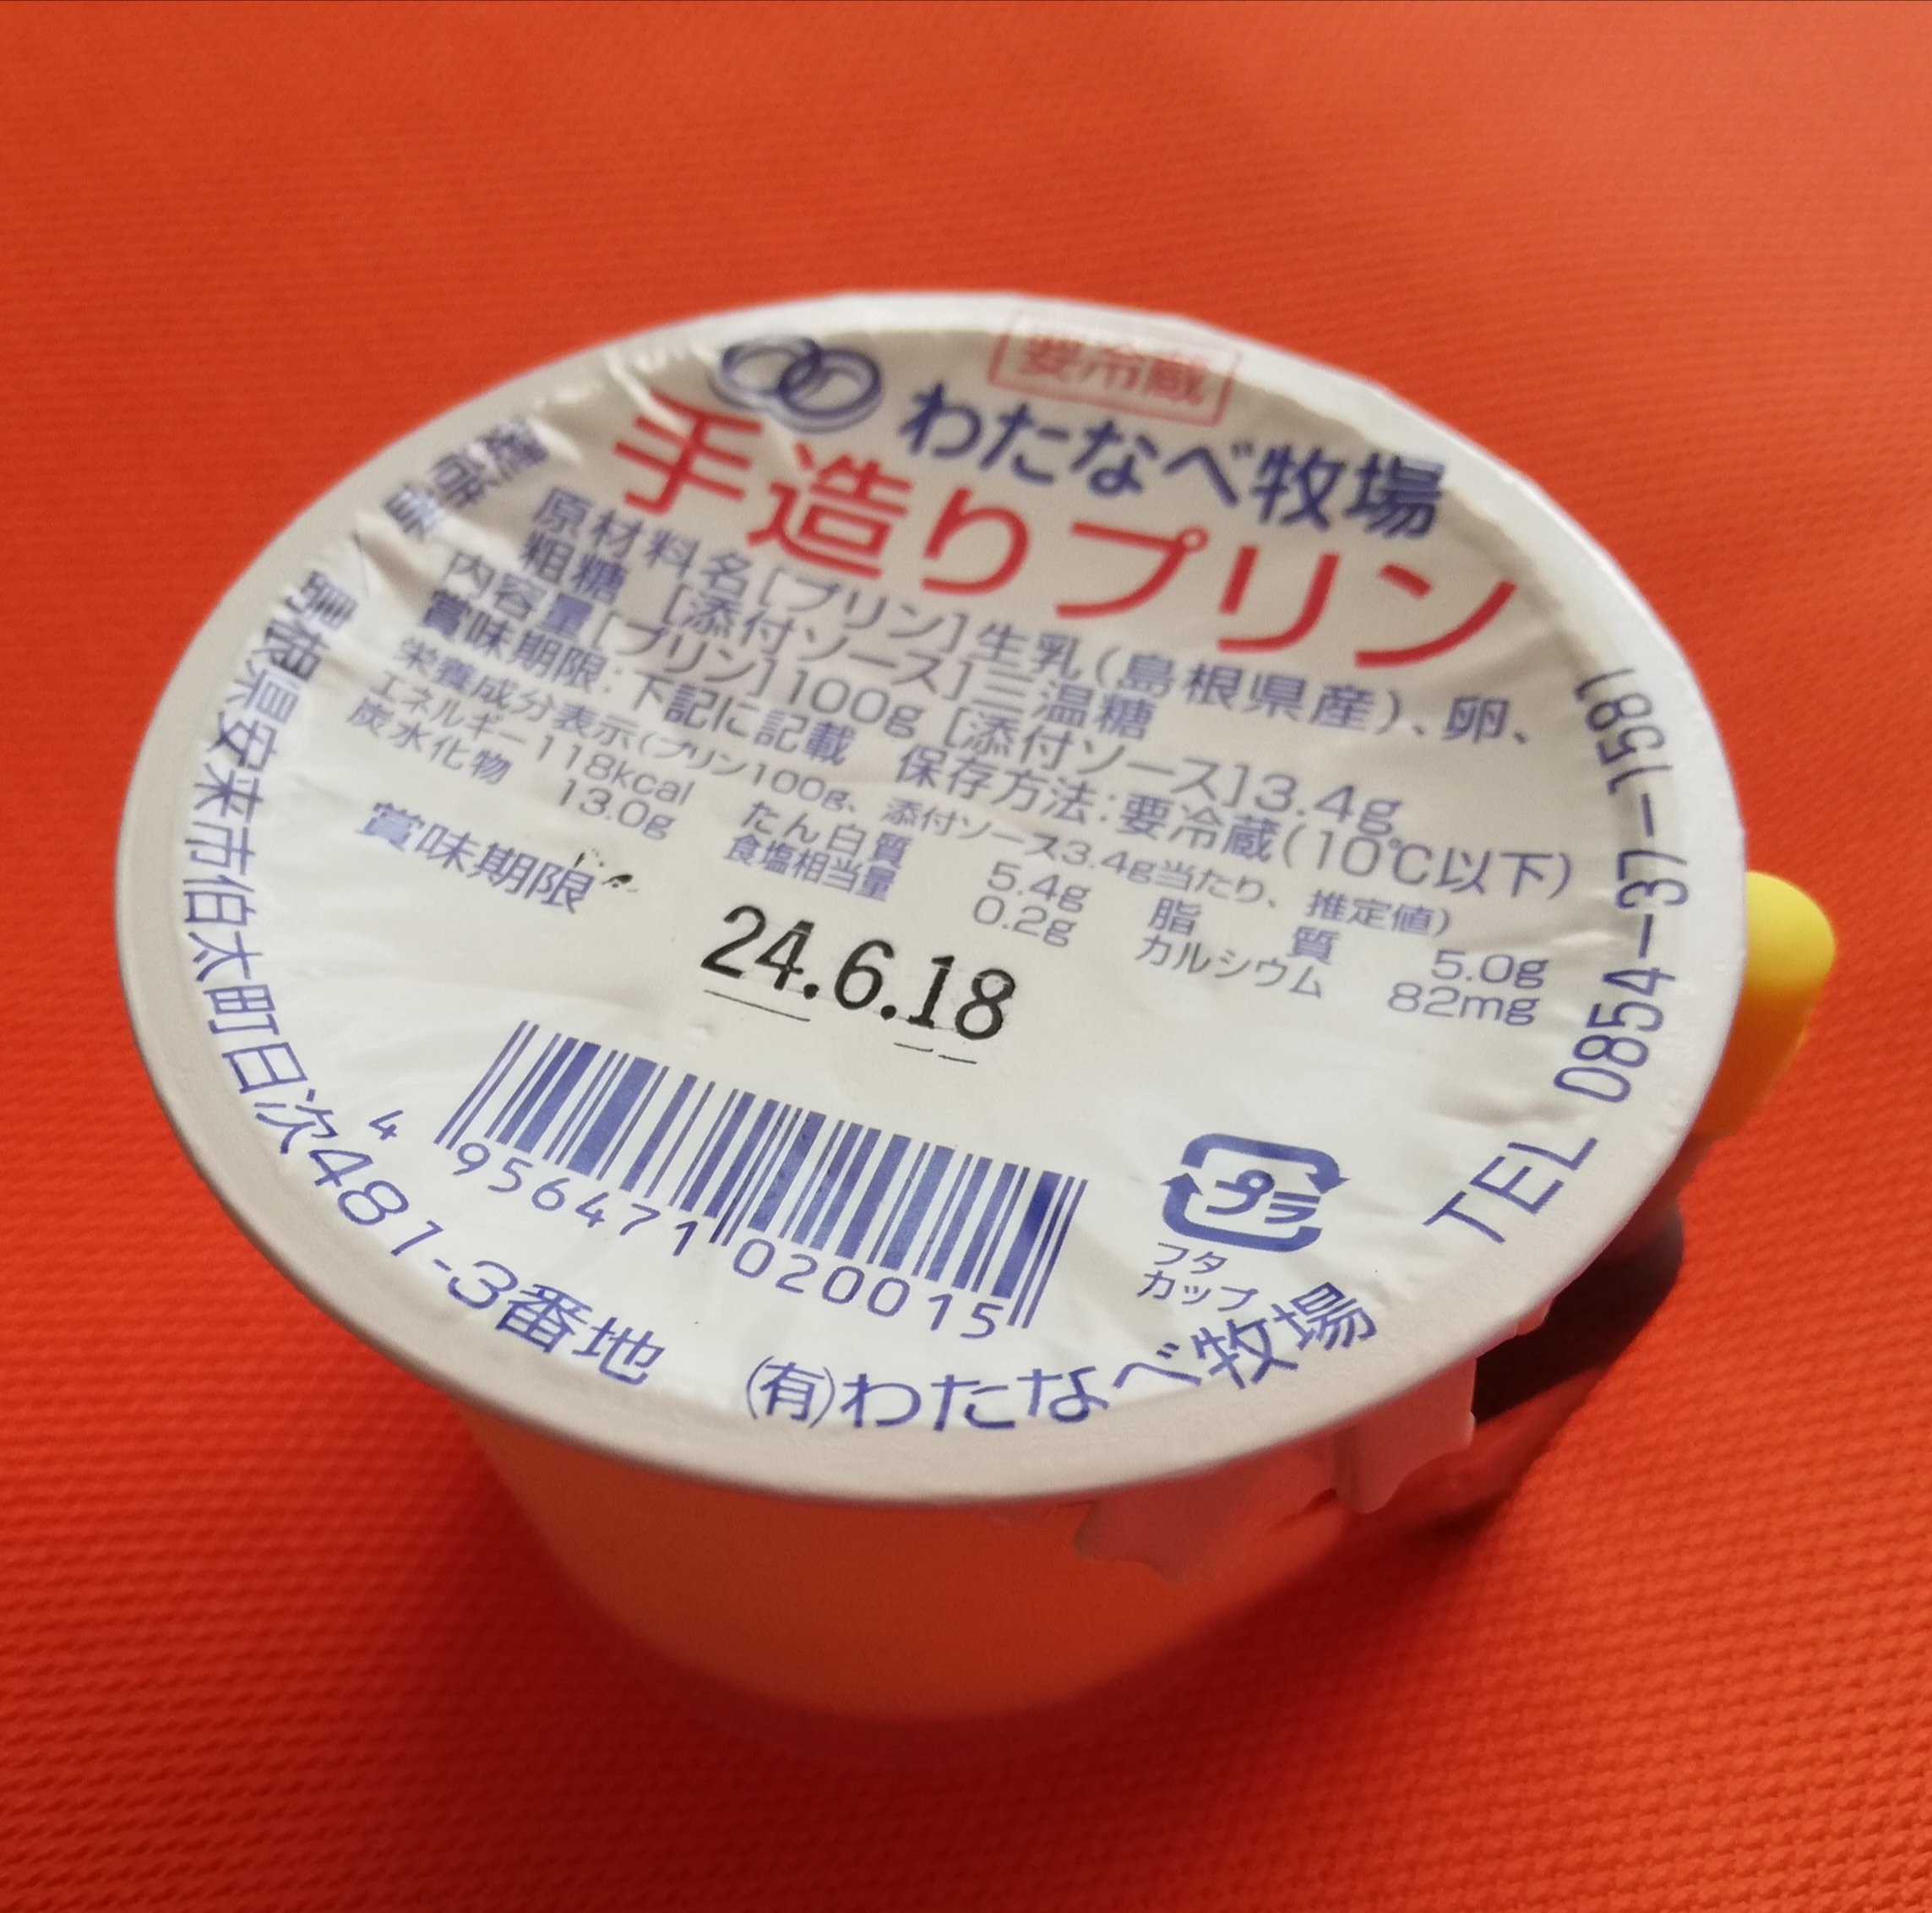 要冷蔵
わたなべ牧場
手造りプリン
原材料名[プリン]生乳(島根県産)、卵、
粗糖 [添付ソース]三温糖
内容量[プリン]100g [添付ソース]3.4g
賞味期限:下記に記載 保存方法:要冷蔵(10℃以下)
栄養成分表示(プリン100g、添付ソース3.4g当たり、推定値)
エネルギー118kcal たん白質 5.4g 脂質 5.0g
炭水化物 13.0g 食塩相当量 0.2g カルシウム 82mg
賞味期限
24.6.18
4 956471 020015
プラ
フタ
カップ
製造者/島根県安来市伯太町日次481-3番地 (有)わたなべ牧場 TEL 0854-37-1581